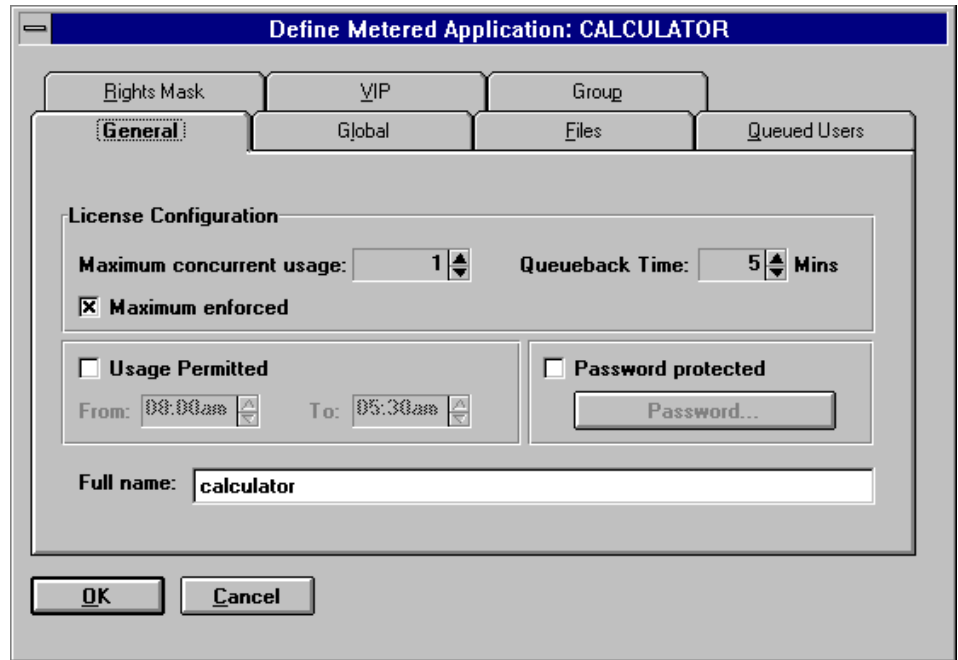 Define Metered Application: CALCULATOR
Rights Mask VIP Group
General Global Files Queued Users
License Configuration
Maximum concurrent usage: 1 Queueback Time: 5 Mins
Maximum enforced
Usage Permitted Password protected
From: 08:00am To: 05:30am Password...
Full name: calculator
OK Cancel